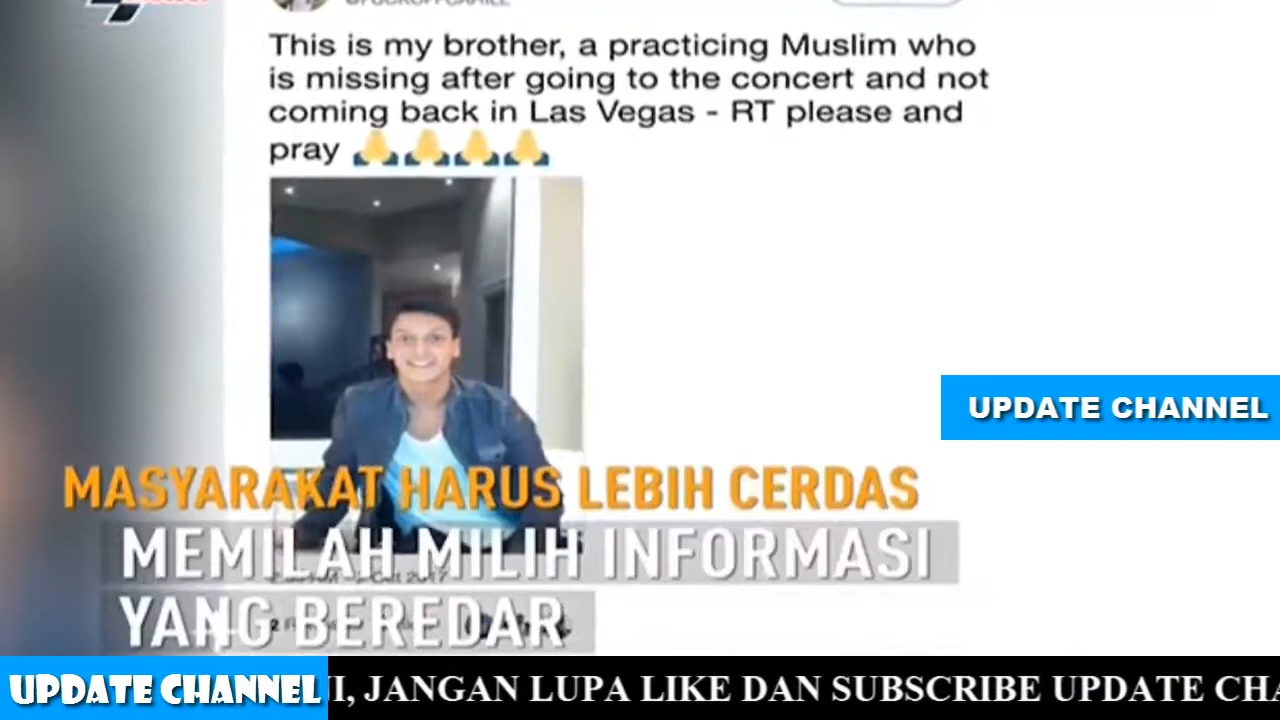 This is my brother, a practicing Muslim who
is missing after going to the concert and not
coming back in Las Vegas - RT please and
pray 🙏🙏🙏🙏
UPDATE CHANNEL
MASYARAKAT HARUS LEBIH CERDAS
MEMILAH MILIH INFORMASI
YANG BEREDAR
UPDATE CHANNEL
I, JANGAN LUPA LIKE DAN SUBSCRIBE UPDATE CHA